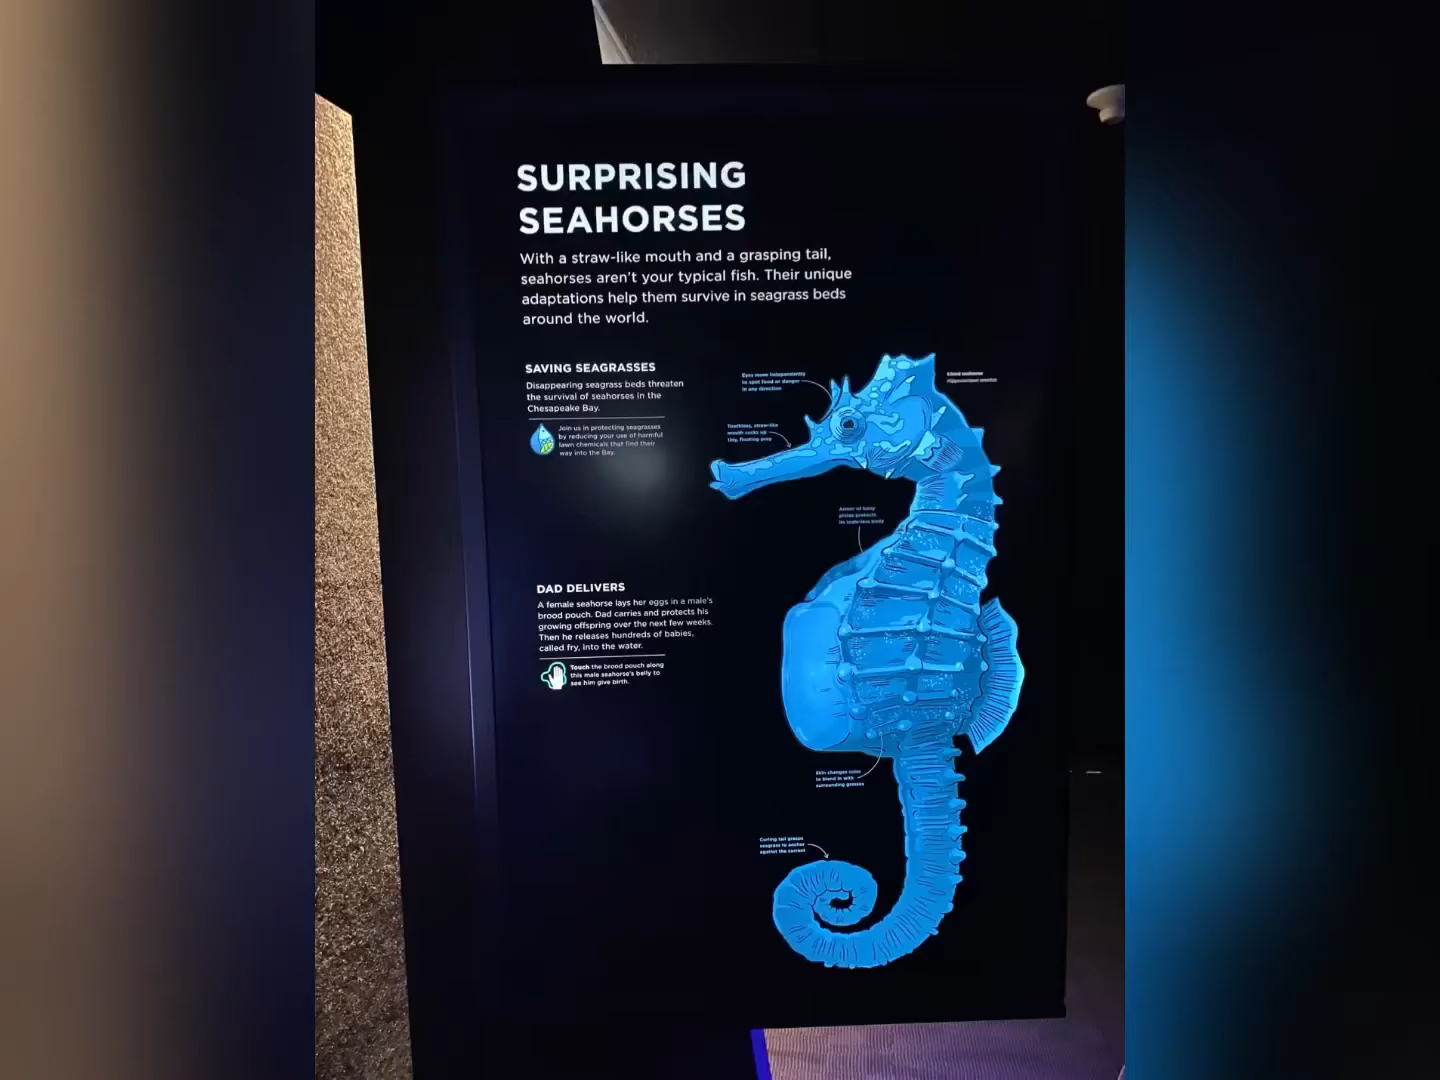 SURPRISING
SEAHORSES
With a straw-like mouth and a grasping tail,
seahorses aren't your typical fish. Their unique
adaptations help them survive in seagrass beds
around the world.
SAVING SEAGRASSES
Disappearing seagrass beds threaten
the survival of seahorses in the
Chesapeake Bay.
Join us in protecting seagrasses
by reducing your use of harmful
lawn chemicals that find their
way into the Bay.
Eyes move independently
to spot food or danger
in any direction
Lined seahorse
Hippocampus erectus
Toothless, straw-like
mouth sucks up
tiny, floating prey
Armor of bony
plates protects
its scale-less body
DAD DELIVERS
A female seahorse lays her eggs in a male's
brood pouch. Dad carries and protects his
growing offspring over the next few weeks.
Then he releases hundreds of babies,
called fry, into the water.
Touch the brood pouch along
this male seahorse's belly to
see him give birth.
Skin changes color
to blend in with
surrounding grasses
Curling tail grasps
seagrass to anchor
against the current